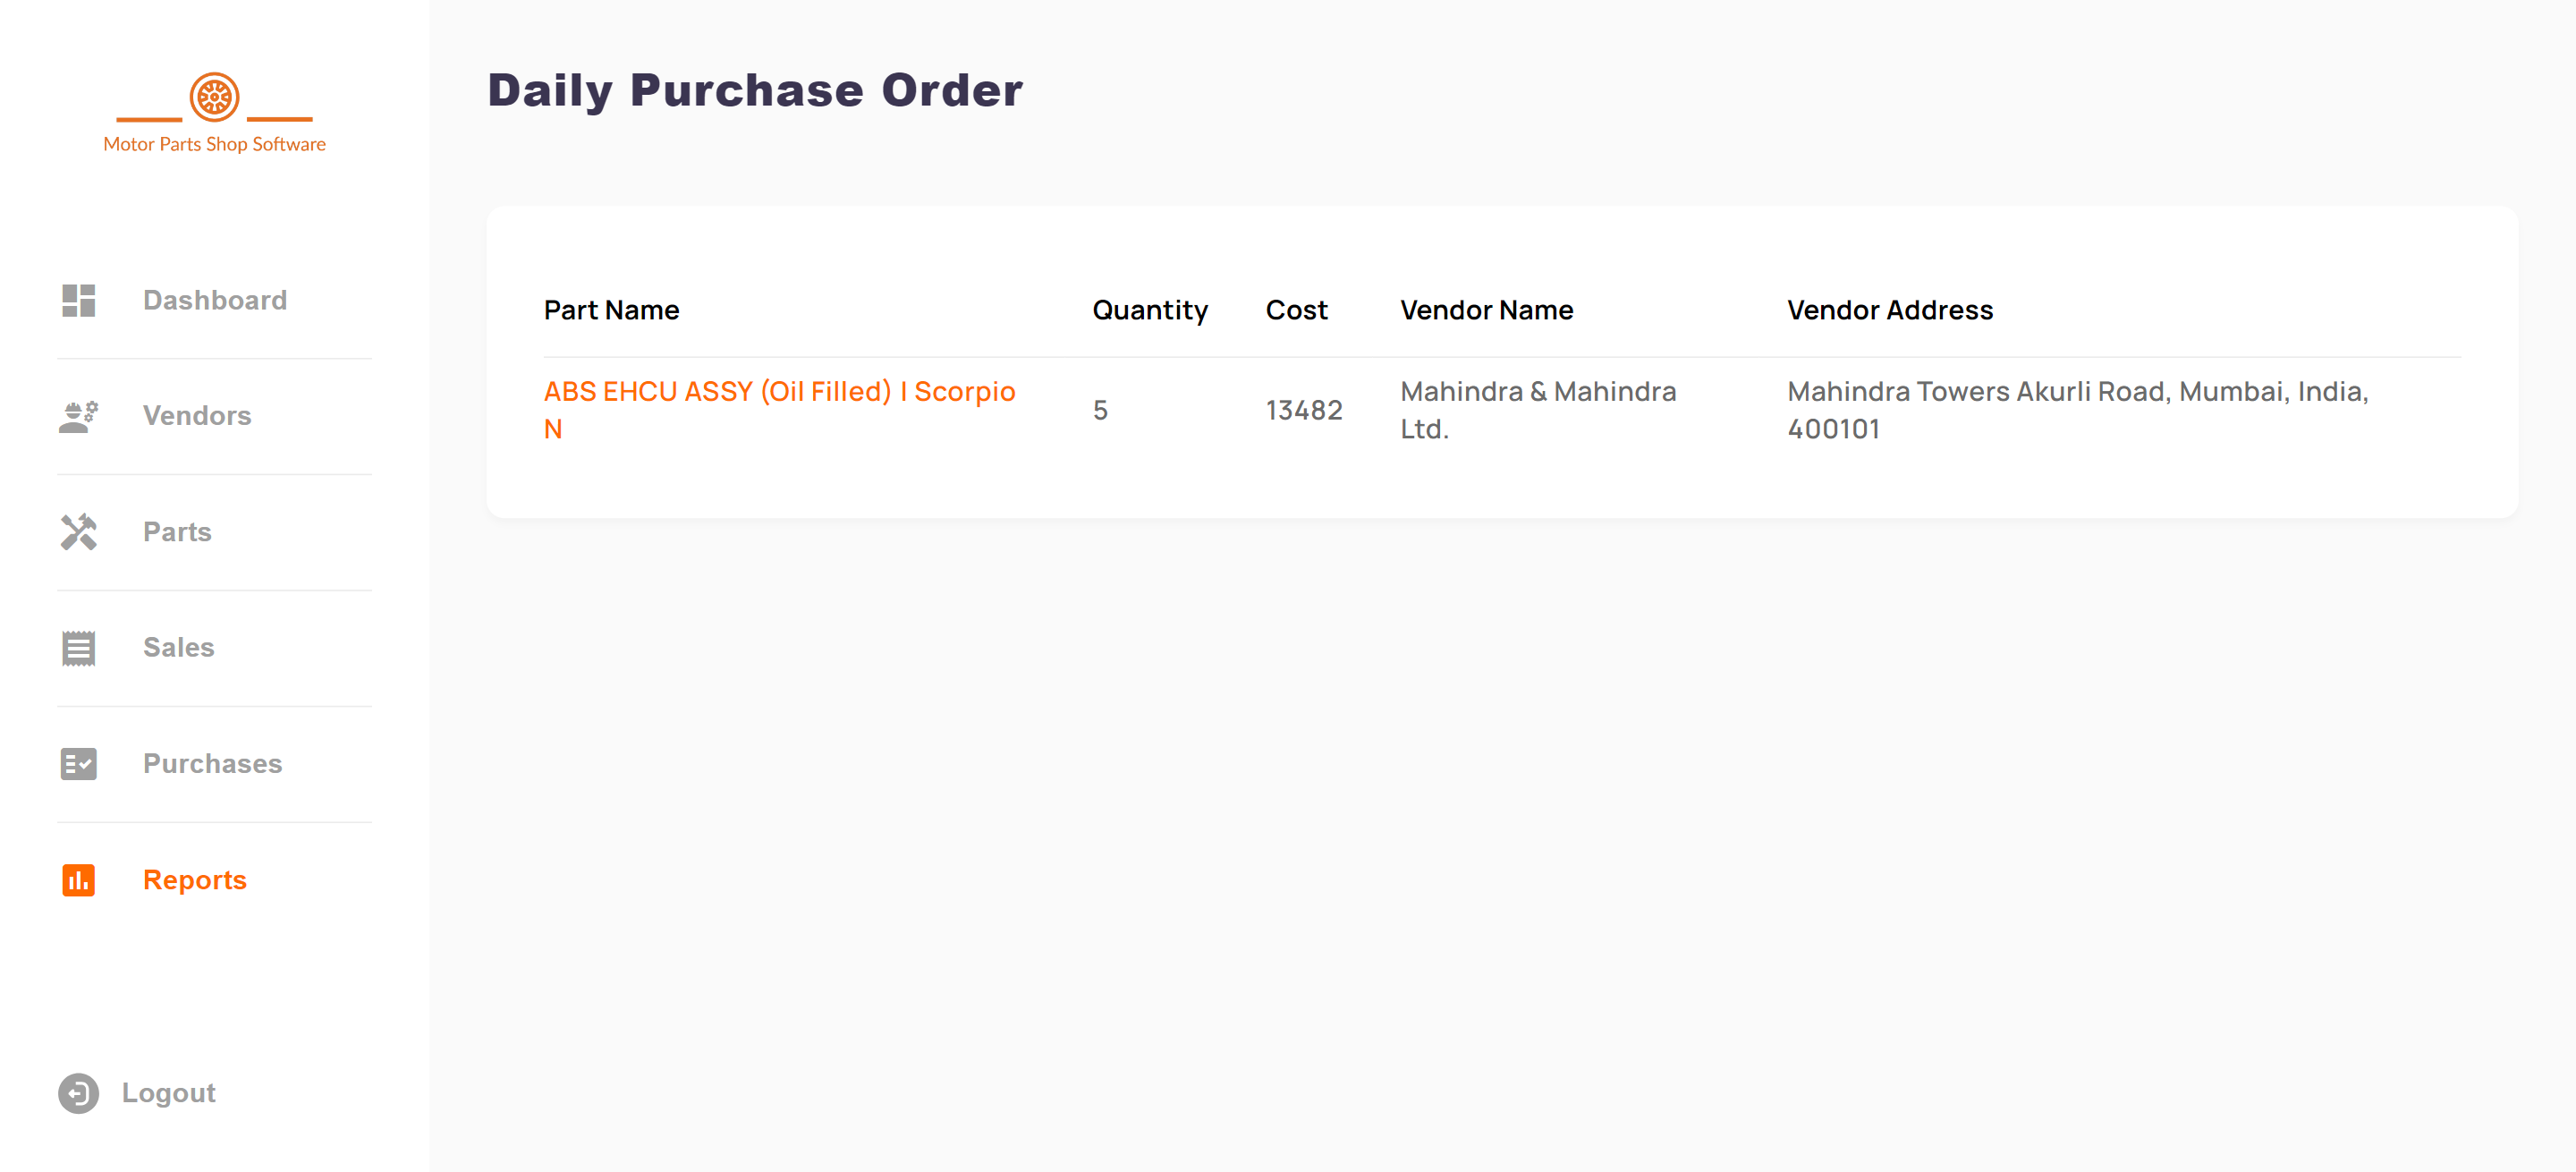 Motor Parts Shop Software
Dashboard
Vendors
Parts
Sales
Purchases
Reports
Logout
Daily Purchase Order
Part Name Quantity Cost Vendor Name Vendor Address
ABS EHCU ASSY (Oil Filled) | Scorpio
N
5
13482
Mahindra & Mahindra
Ltd.
Mahindra Towers Akurli Road, Mumbai, India,
400101